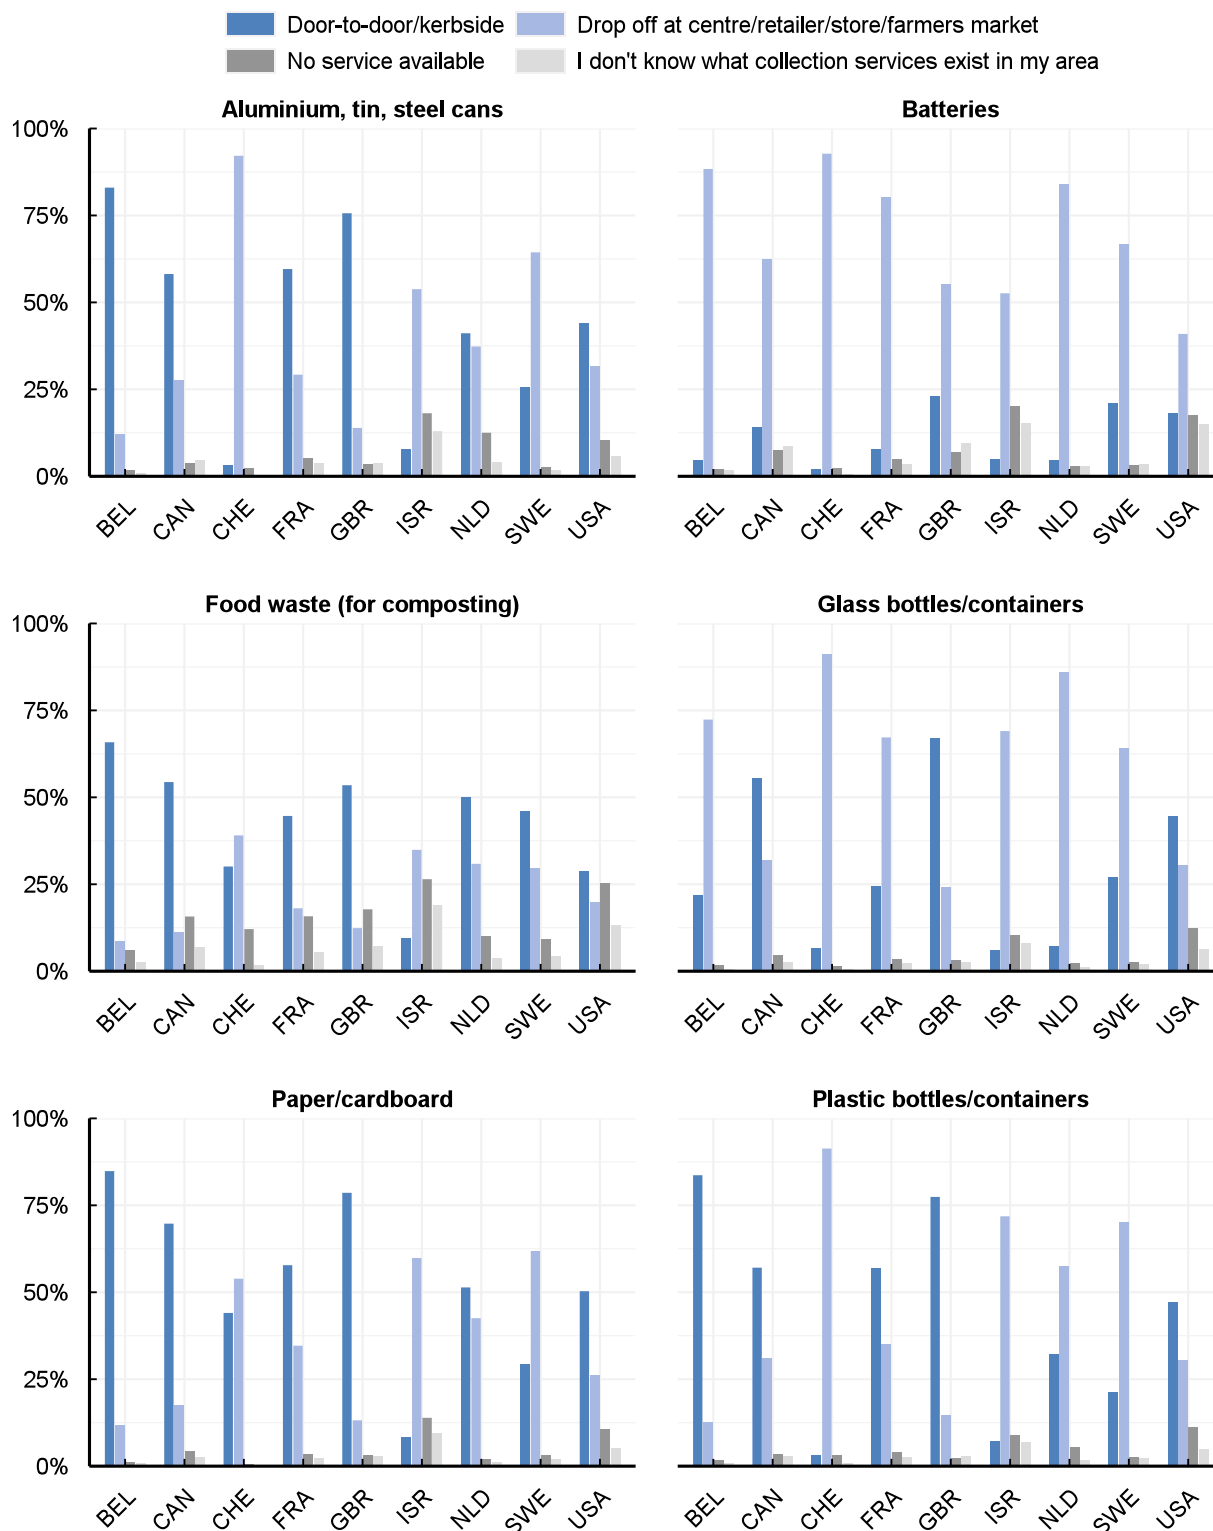 Door-to-door/kerbside Drop off at centre/retailer/store/farmers market
No service available I don't know what collection services exist in my area
Aluminium, tin, steel cans
100%
75%
50%
25%
0%
BEL CAN CHE FRA GBR ISR NLD SWE USA
Batteries
BEL CAN CHE FRA GBR ISR NLD SWE USA
Food waste (for composting)
100%
75%
50%
25%
0%
BEL CAN CHE FRA GBR ISR NLD SWE USA
Glass bottles/containers
BEL CAN CHE FRA GBR ISR NLD SWE USA
Paper/cardboard
100%
75%
50%
25%
0%
BEL CAN CHE FRA GBR ISR NLD SWE USA
Plastic bottles/containers
BEL CAN CHE FRA GBR ISR NLD SWE USA